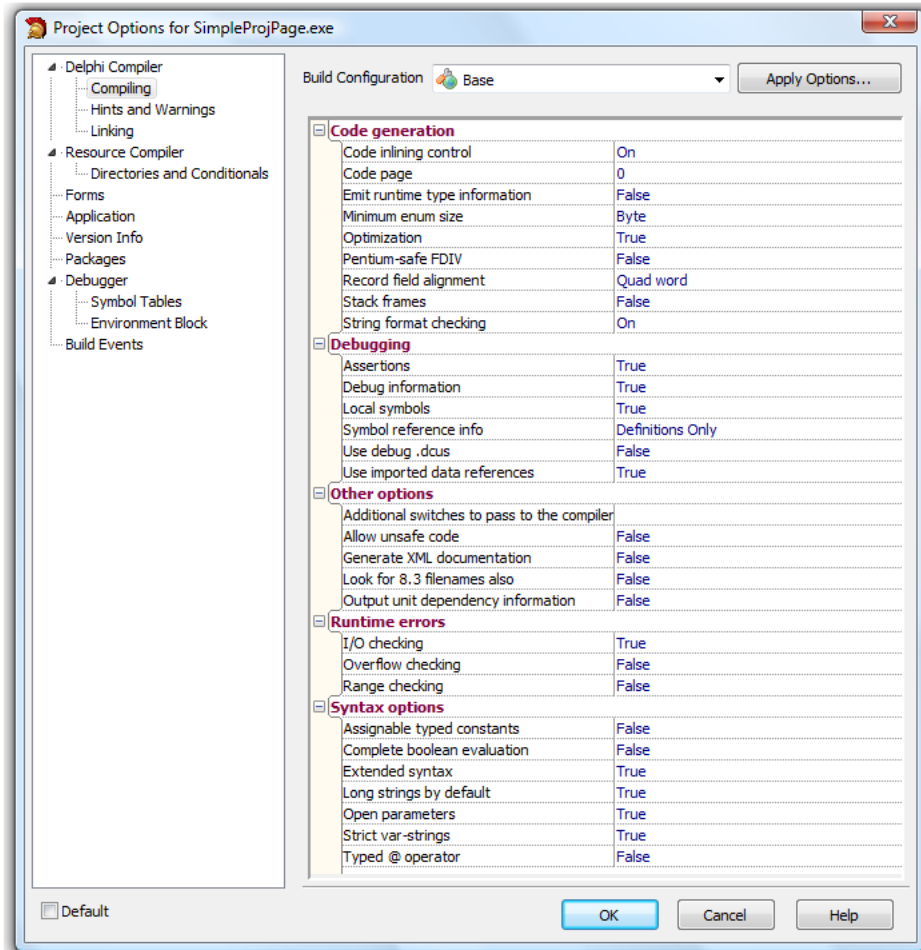 Project Options for SimpleProjPage.exe
Delphi Compiler
Compiling
Hints and Warnings
Linking
Resource Compiler
Directories and Conditionals
Forms
Application
Version Info
Packages
Debugger
Symbol Tables
Environment Block
Build Events
Build Configuration Base Apply Options...
Code generation
Code inlining control On
Code page 0
Emit runtime type information False
Minimum enum size Byte
Optimization True
Pentium-safe FDIV False
Record field alignment Quad word
Stack frames False
String format checking On
Debugging
Assertions True
Debug information True
Local symbols True
Symbol reference info Definitions Only
Use debug .dcus False
Use imported data references True
Other options
Additional switches to pass to the compiler
Allow unsafe code False
Generate XML documentation False
Look for 8.3 filenames also False
Output unit dependency information False
Runtime errors
I/O checking True
Overflow checking False
Range checking False
Syntax options
Assignable typed constants False
Complete boolean evaluation False
Extended syntax True
Long strings by default True
Open parameters True
Strict var-strings True
Typed @ operator False
Default OK Cancel Help